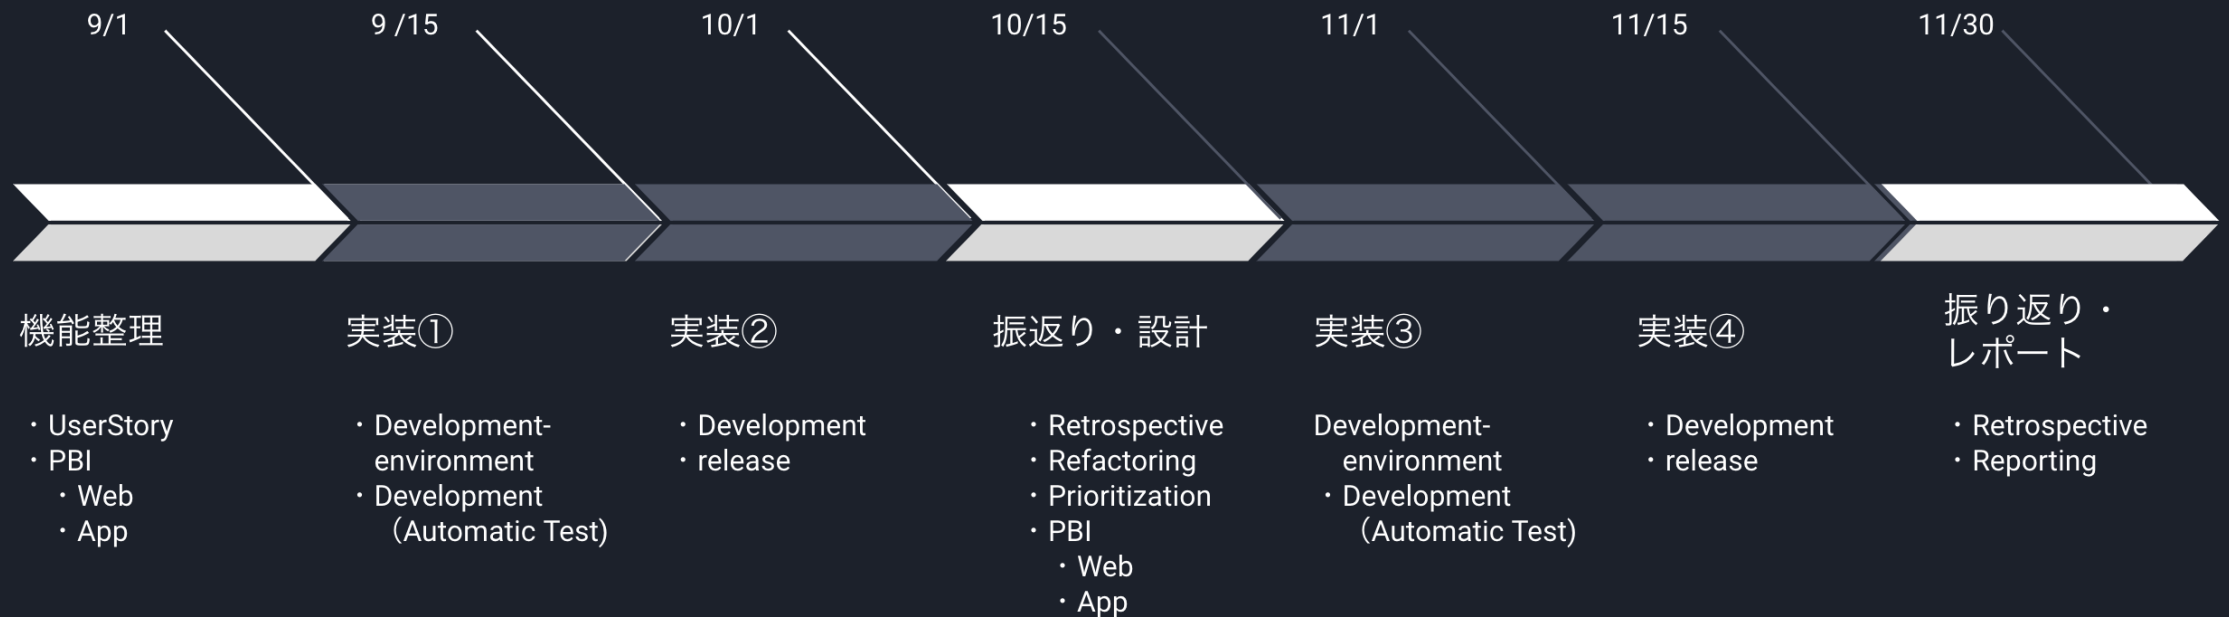 9/1
9 /15
10/1
10/15
11/1
11/15
11/30
機能整理
実装①
実装②
振返り・設計
実装③
実装④
振り返り・
レポート
・UserStory
・PBI
・Web
・App
・Development-
environment
・Development
（Automatic Test)
・Development
・release
・Retrospective
・Refactoring
・Prioritization
・PBI
・Web
・App
Development-
environment
・Development
（Automatic Test)
・Development
・release
・Retrospective
・Reporting